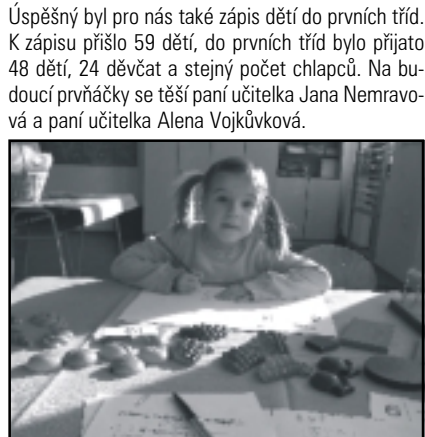 Úspěšný byl pro nás také zápis dětí do prvních tříd.
K zápisu přišlo 59 dětí, do prvních tříd bylo přijato
48 dětí, 24 děvčat a stejný počet chlapců. Na bu-
doucí prvňáčky se těší paní učitelka Jana Nemravo-
vá a paní učitelka Alena Vojkůvková.